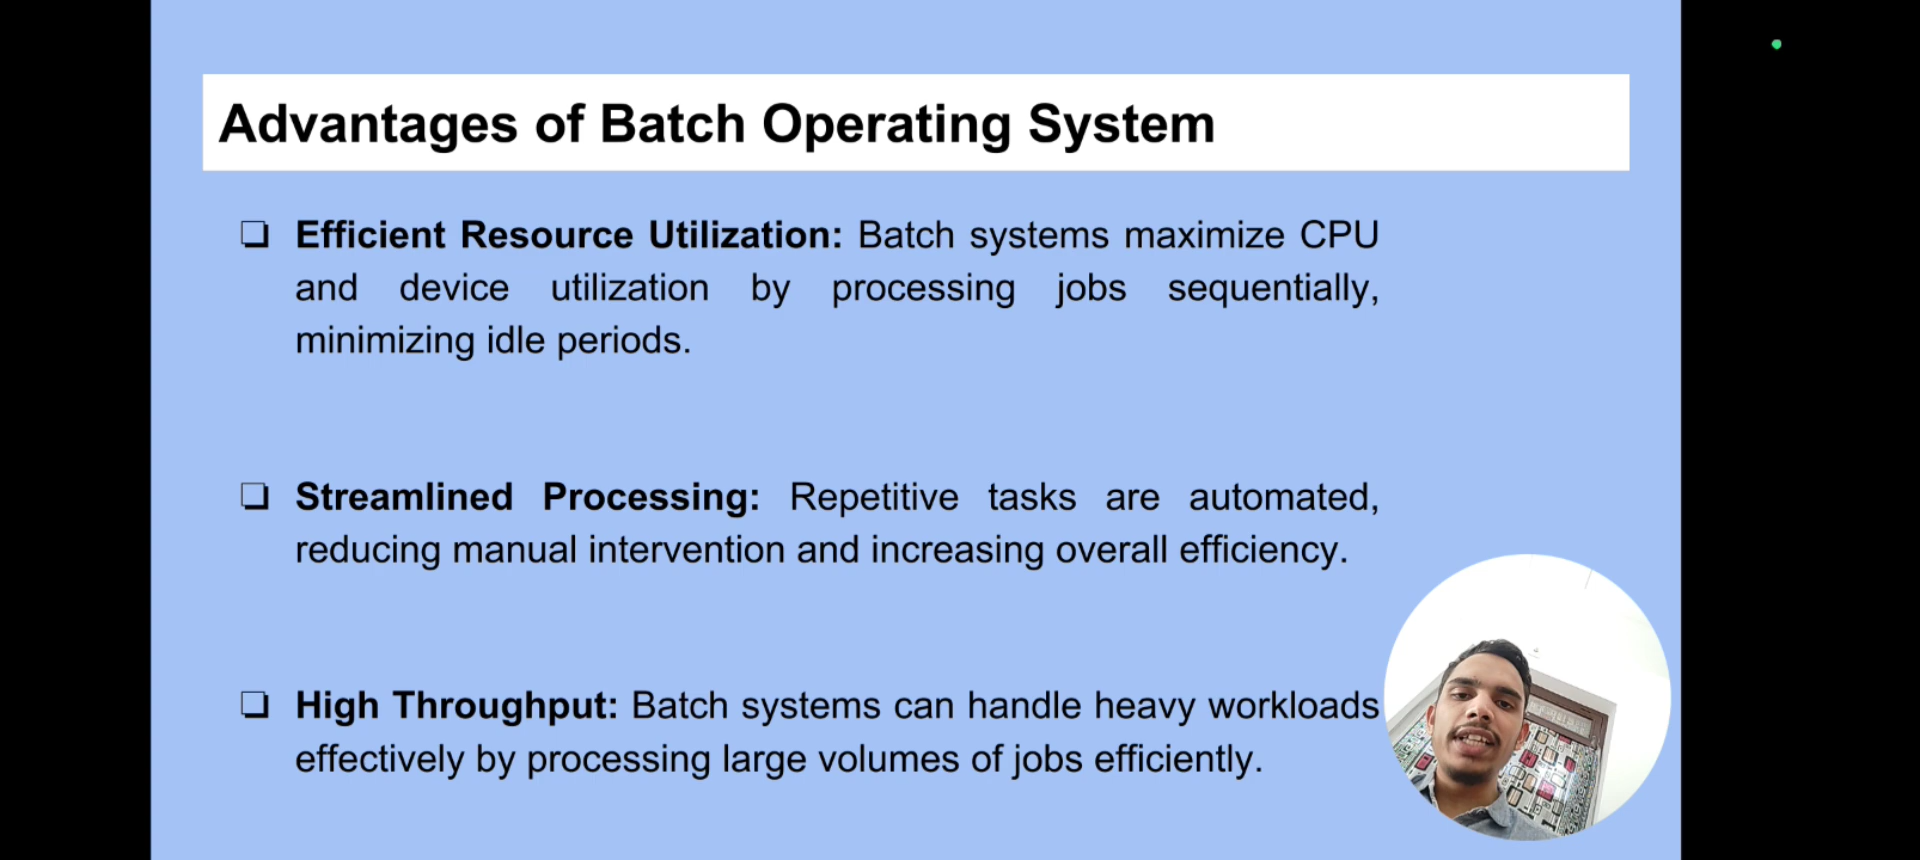 Advantages of Batch Operating System
❏ Efficient Resource Utilization: Batch systems maximize CPU
and device utilization by processing jobs sequentially,
minimizing idle periods.
❏ Streamlined Processing: Repetitive tasks are automated,
reducing manual intervention and increasing overall efficiency.
❏ High Throughput: Batch systems can handle heavy workloads
effectively by processing large volumes of jobs efficiently.